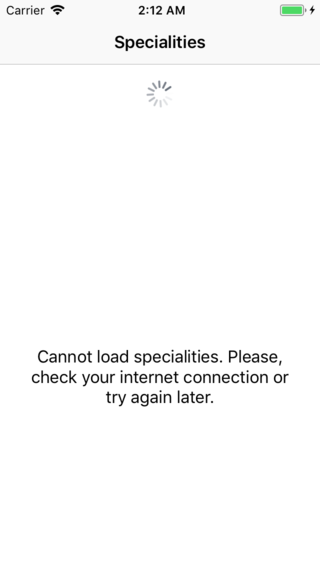 Carrier 2:12 AM
Specialities
Cannot load specialities. Please,
check your internet connection or
try again later.